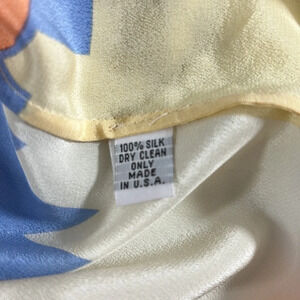 100% SILK
DRY CLEAN
ONLY
MADE
IN U.S.A.